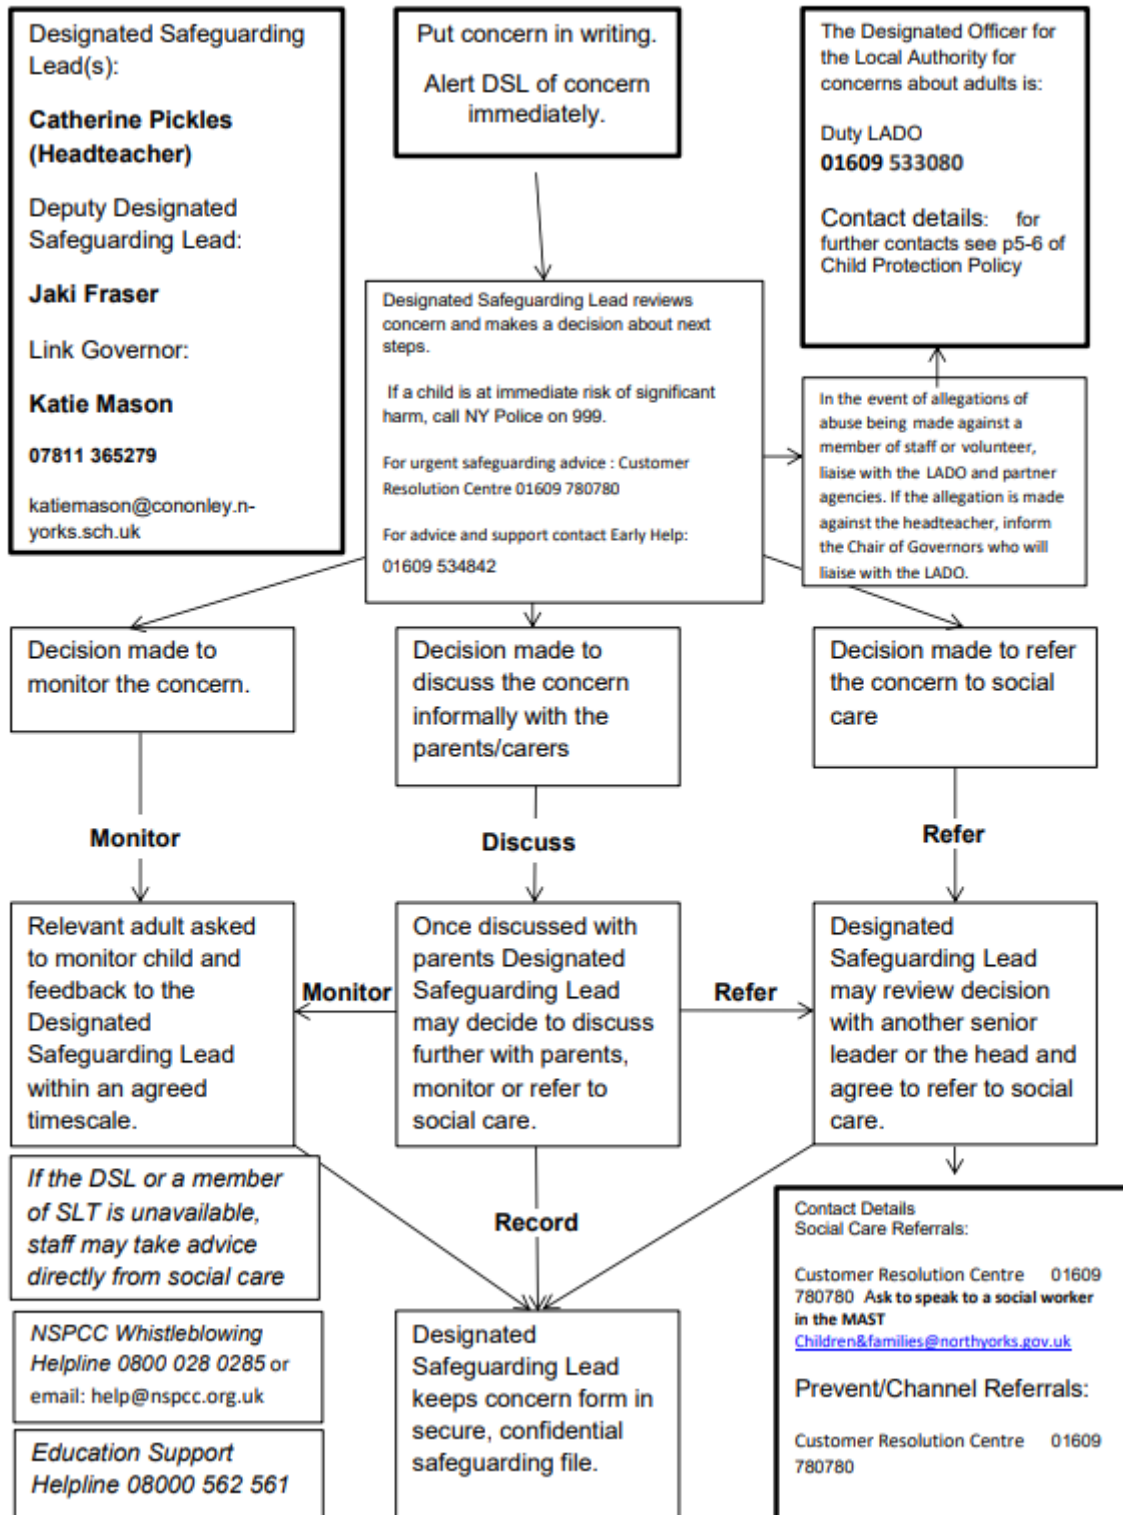 Designated Safeguarding
Lead(s):
Catherine Pickles
(Headteacher)
Deputy Designated
Safeguarding Lead:
Jaki Fraser
Link Governor:
Katie Mason
07811 365279
katiemason@cononley.n-
yorks.sch.uk
Put concern in writing.
Alert DSL of concern
immediately.
The Designated Officer for
the Local Authority for
concerns about adults is:
Duty LADO
01609 533080
Contact details: for
further contacts see p5-6 of
Child Protection Policy
Designated Safeguarding Lead reviews
concern and makes a decision about next
steps.
If a child is at immediate risk of significant
harm, call NY Police on 999.
For urgent safeguarding advice : Customer
Resolution Centre 01609 780780
For advice and support contact Early Help:
01609 534842
In the event of allegations of
abuse being made against a
member of staff or volunteer,
liaise with the LADO and partner
agencies. If the allegation is made
against the headteacher, inform
the Chair of Governors who will
liaise with the LADO.
Decision made to
monitor the concern.
Decision made to
discuss the concern
informally with the
parents/carers
Decision made to refer
the concern to social
care
Monitor
Discuss
Refer
Relevant adult asked
to monitor child and
feedback to the
Designated
Safeguarding Lead
within an agreed
timescale.
Monitor
Once discussed with
parents Designated
Safeguarding Lead
may decide to discuss
further with parents,
monitor or refer to
social care.
Refer
Designated
Safeguarding Lead
may review decision
with another senior
leader or the head and
agree to refer to social
care.
If the DSL or a member
of SLT is unavailable,
staff may take advice
directly from social care
Record
NSPCC Whistleblowing
Helpline 0800 028 0285 or
email: help@nspcc.org.uk
Education Support
Helpline 08000 562 561
Designated
Safeguarding Lead
keeps concern form in
secure, confidential
safeguarding file.
Contact Details
Social Care Referrals:
Customer Resolution Centre 01609
780780 Ask to speak to a social worker
in the MAST
Children&families@northyorks.gov.uk
Prevent/Channel Referrals:
Customer Resolution Centre 01609
780780